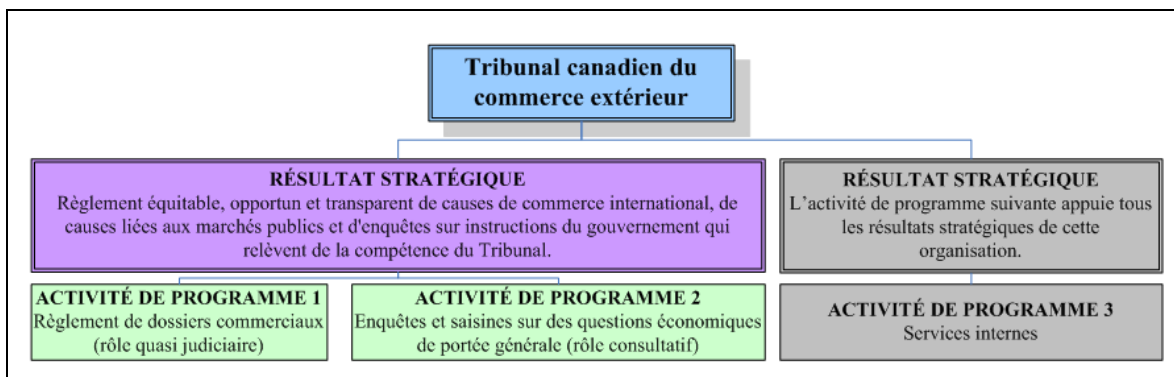 Tribunal canadien du
commerce extérieur
RÉSULTAT STRATÉGIQUE
Règlement équitable, opportun et transparent de causes de commerce international, de
causes liées aux marchés publics et d'enquêtes sur instructions du gouvernement qui
relèvent de la compétence du Tribunal.
RÉSULTAT STRATÉGIQUE
L’activité de programme suivante appuie tous
les résultats stratégiques de cette
organisation.
ACTIVITÉ DE PROGRAMME 1
Règlement de dossiers commerciaux
(rôle quasi judiciaire)
ACTIVITÉ DE PROGRAMME 2
Enquêtes et saisines sur des questions économiques
de portée générale (rôle consultatif)
ACTIVITÉ DE PROGRAMME 3
Services internes